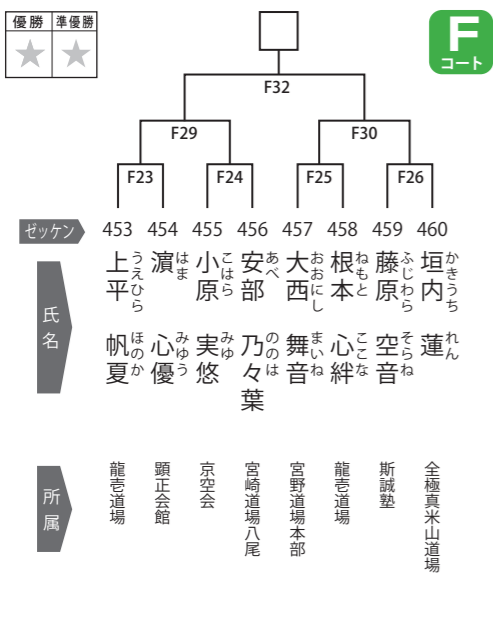 優勝 準優勝
F
コート
F32
F29 F30
F23 F24 F25 F26
ゼッケン 453 454 455 456 457 458 459 460
氏名
上平 帆夏
うえひら ほのか
濵 心優
はま みゆう
小原 実悠
こはら みゆ
安部 乃々葉
あべ ののは
大西 舞音
おおにし まいね
根本 心絆
ねもと ここな
藤原 空音
ふじわら そらね
垣内 蓮
かきうち れん
所属
龍壱道場
顕正会館
京空会
宮崎道場八尾
宮野道場本部
龍壱道場
斯誠塾
全極真米山道場